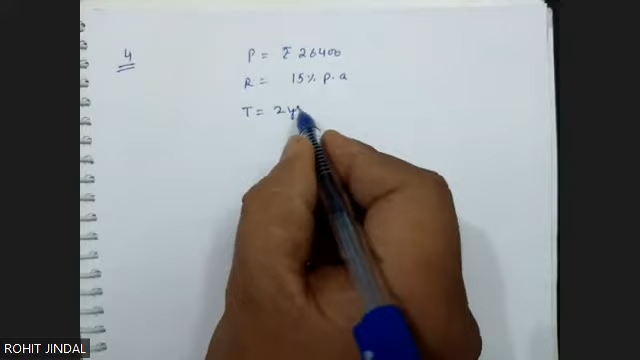 4
P = ₹ 26400
R = 15% p.a
T = 2 y
ROHIT JINDAL